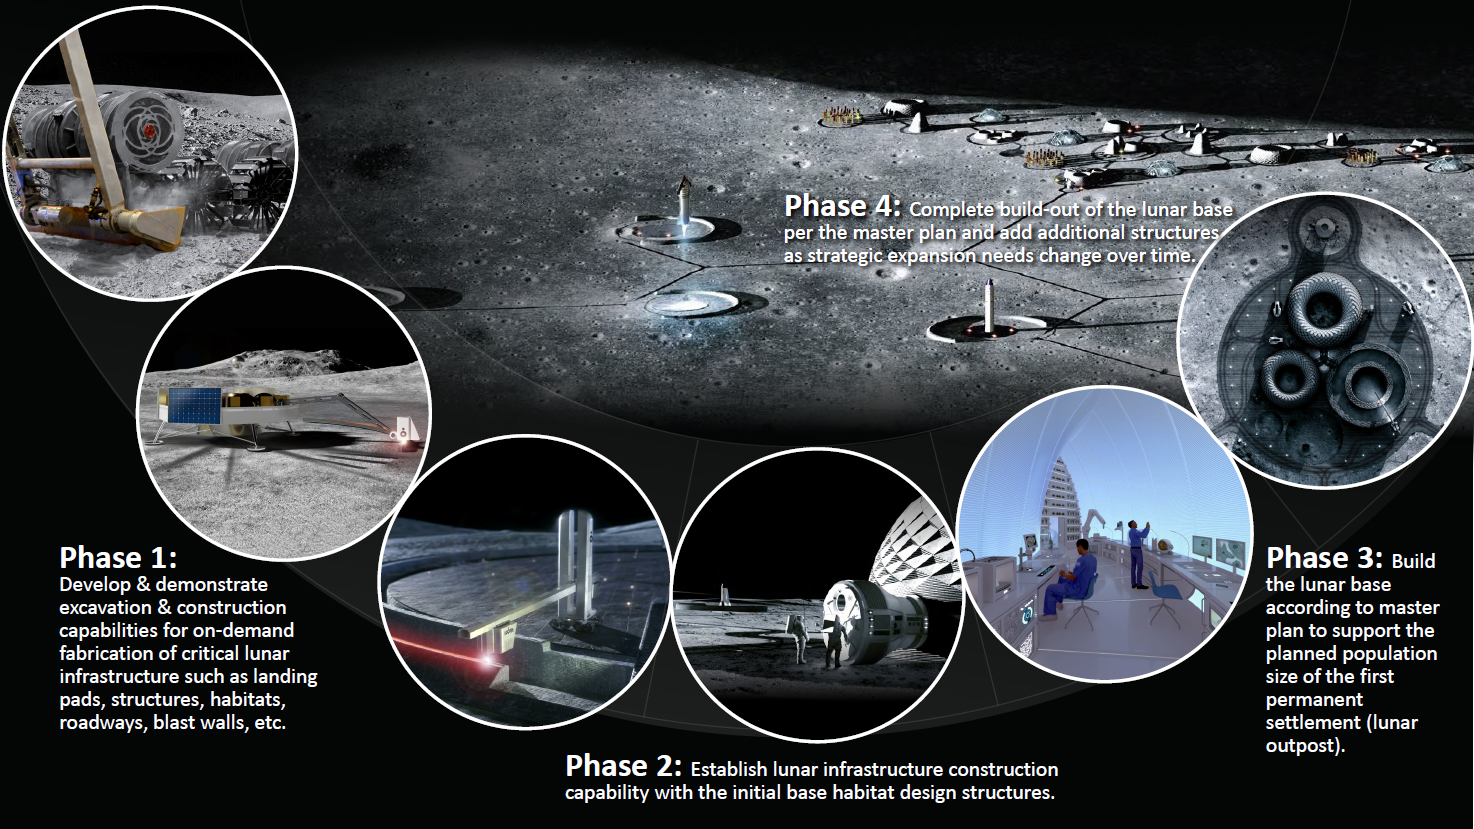 Phase 1:
Develop & demonstrate
excavation & construction
capabilities for on-demand
fabrication of critical lunar
infrastructure such as landing
pads, structures, habitats,
roadways, blast walls, etc.
Phase 2: Establish lunar infrastructure construction
capability with the initial base habitat design structures.
Phase 3: Build
the lunar base
according to master
plan to support the
planned population
size of the first
permanent
settlement (lunar
outpost).
Phase 4: Complete build-out of the lunar base
per the master plan and add additional structures
as strategic expansion needs change over time.